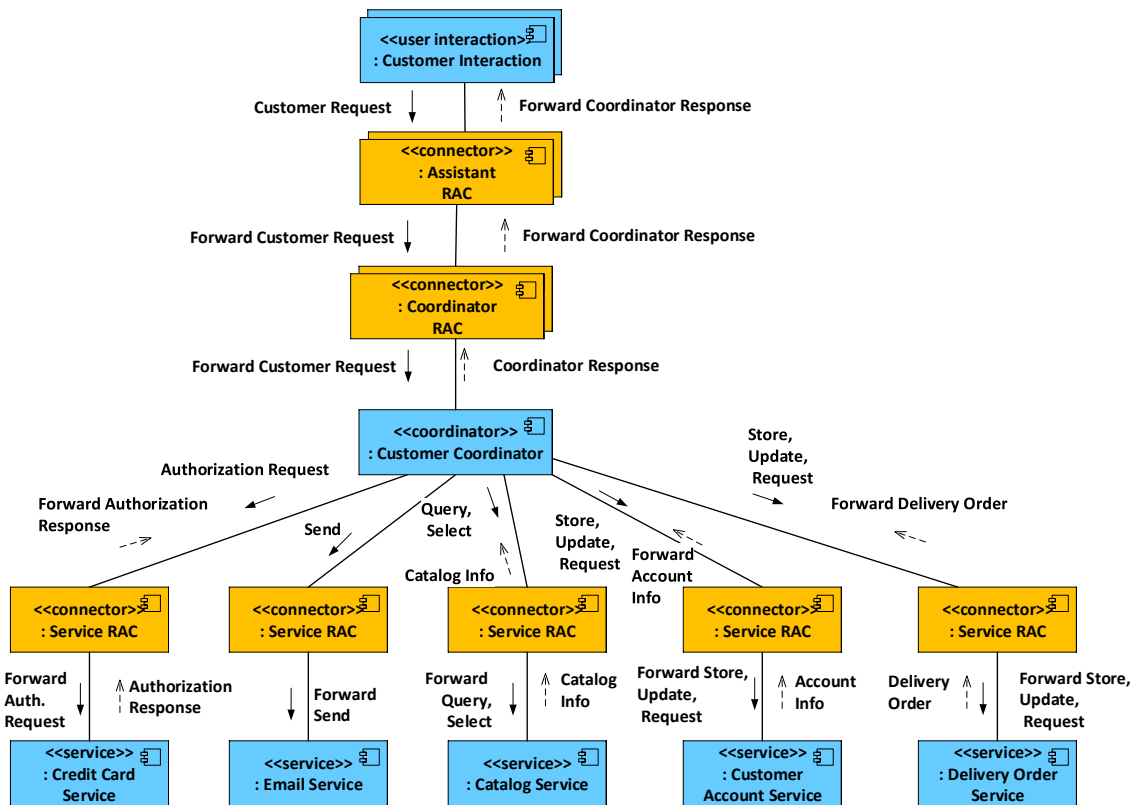 <<user interaction>>
: Customer Interaction
Customer Request
Forward Coordinator Response
<<connector>>
: Assistant
RAC
Forward Customer Request
Forward Coordinator Response
<<connector>>
: Coordinator
RAC
Forward Customer Request
Coordinator Response
<<coordinator>>
: Customer Coordinator
Authorization Request
Forward Authorization
Response
Send
Query,
Select
Catalog Info
Store,
Update,
Request
Forward
Account
Info
Store,
Update,
Request
Forward Delivery Order
<<connector>>
: Service RAC
<<connector>>
: Service RAC
<<connector>>
: Service RAC
<<connector>>
: Service RAC
<<connector>>
: Service RAC
Forward
Auth.
Request
Authorization
Response
Forward
Send
Forward
Query,
Select
Catalog
Info
Forward Store,
Update,
Request
Account
Info
Delivery
Order
Forward Store,
Update,
Request
<<service>>
: Credit Card
Service
<<service>>
: Email Service
<<service>>
: Catalog Service
<<service>>
: Customer
Account Service
<<service>>
: Delivery Order
Service